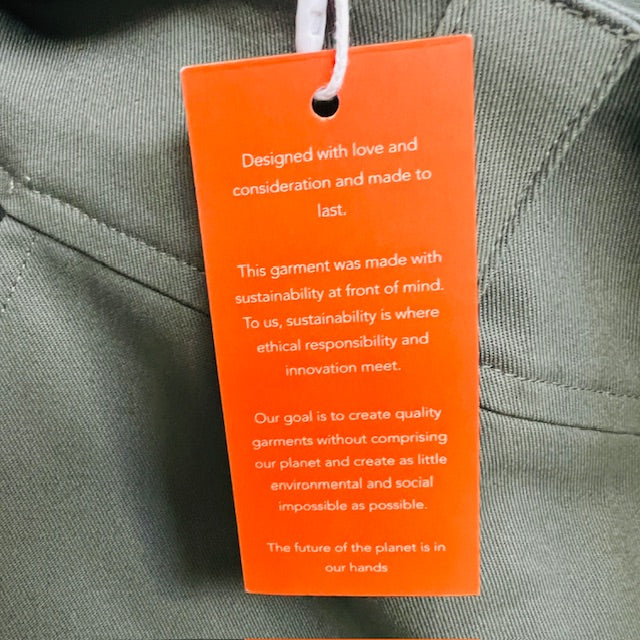 Designed with love and
consideration and made to
last.
This garment was made with
sustainability at front of mind.
To us, sustainability is where
ethical responsibility and
innovation meet.
Our goal is to create quality
garments without comprising
our planet and create as little
environmental and social
impossible as possible.
The future of the planet is in
our hands